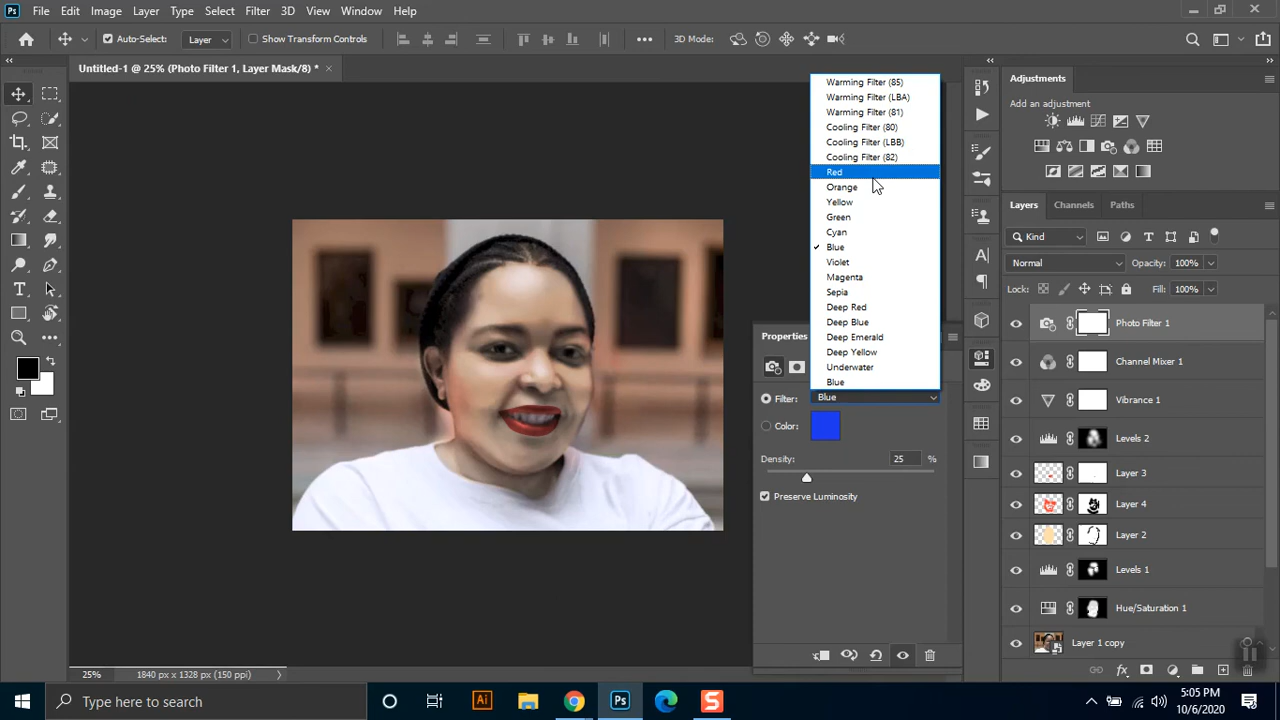 Ps File Edit Image Layer Type Select Filter 3D View Window Help
Auto-Select: Layer Show Transform Controls 3D Mode:
Untitled-1 @ 25% (Photo Filter 1, Layer Mask/8) * ×
Warming Filter (85)
Warming Filter (LBA)
Warming Filter (81)
Cooling Filter (80)
Cooling Filter (LBB)
Cooling Filter (82)
Red
Orange
Yellow
Green
Cyan
Blue
Violet
Magenta
Sepia
Deep Red
Deep Blue
Deep Emerald
Deep Yellow
Underwater
Blue
Properties
Filter: Blue
Color:
Density: 25 %
Preserve Luminosity
Adjustments
Add an adjustment
Layers Channels Paths
Kind
Normal Opacity: 100%
Lock: Fill: 100%
Photo Filter 1
Channel Mixer 1
Vibrance 1
Levels 2
Layer 3
Layer 4
Layer 2
Levels 1
Hue/Saturation 1
Layer 1 copy
fx
25% 1840 px x 1328 px (150 ppi)
Type here to search
Ai Ps S
10/6/2020